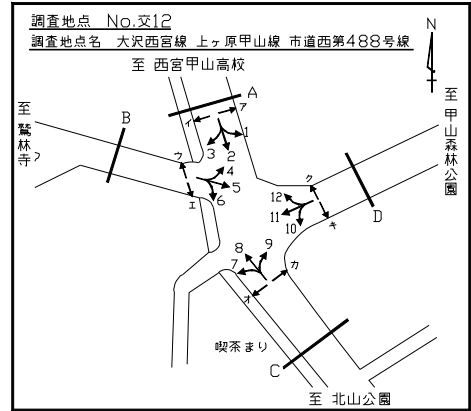 調査地点 No.交12
調査地点名 大沢西宮線 上ヶ原甲山線 市道西第488号線
至 西宮甲山高校
N
A
ア
イ
1
2
3
B
至 鷲林寺
ウ
エ
4
5
6
至 甲山森林公園
D
ク
キ
12
11
10
9
8
7
カ
オ
喫茶まり
C
至 北山公園